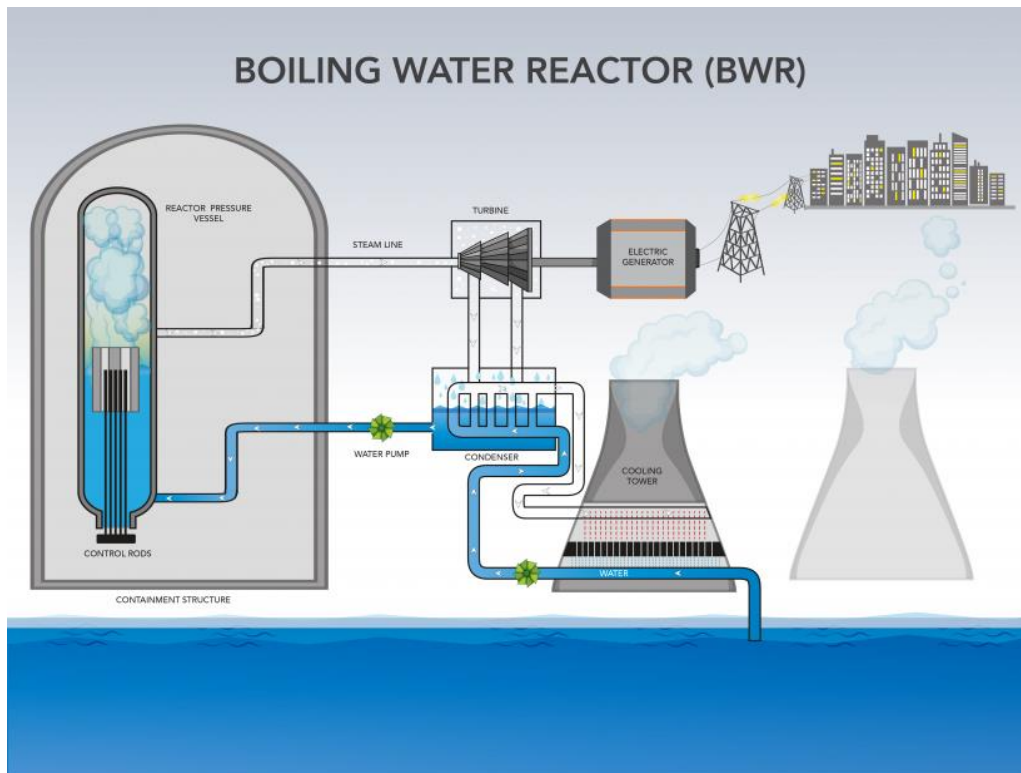 BOILING WATER REACTOR (BWR)
REACTOR PRESSURE
VESSEL
STEAM LINE
TURBINE
ELECTRIC
GENERATOR
WATER PUMP
CONDENSER
COOLING
TOWER
CONTROL RODS
WATER
CONTAINMENT STRUCTURE